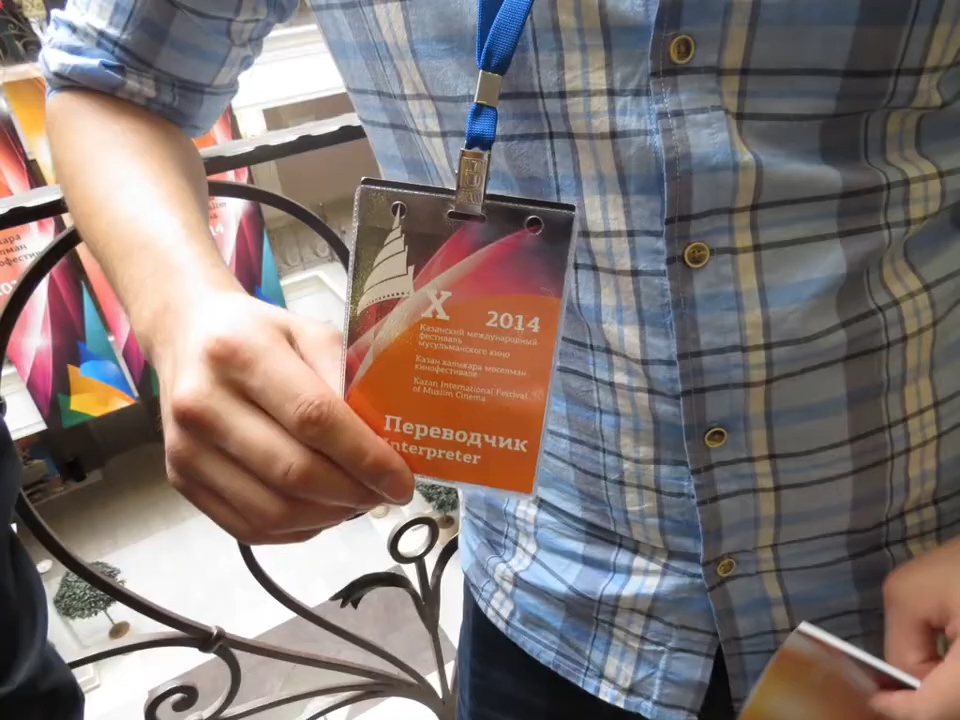 X 2014
Казанский международный
фестиваль
мусульманского кино
Казан халыкара мөселман
кинофестивале
Kazan International Festival
of Muslim Cinema
Переводчик
Interpreter